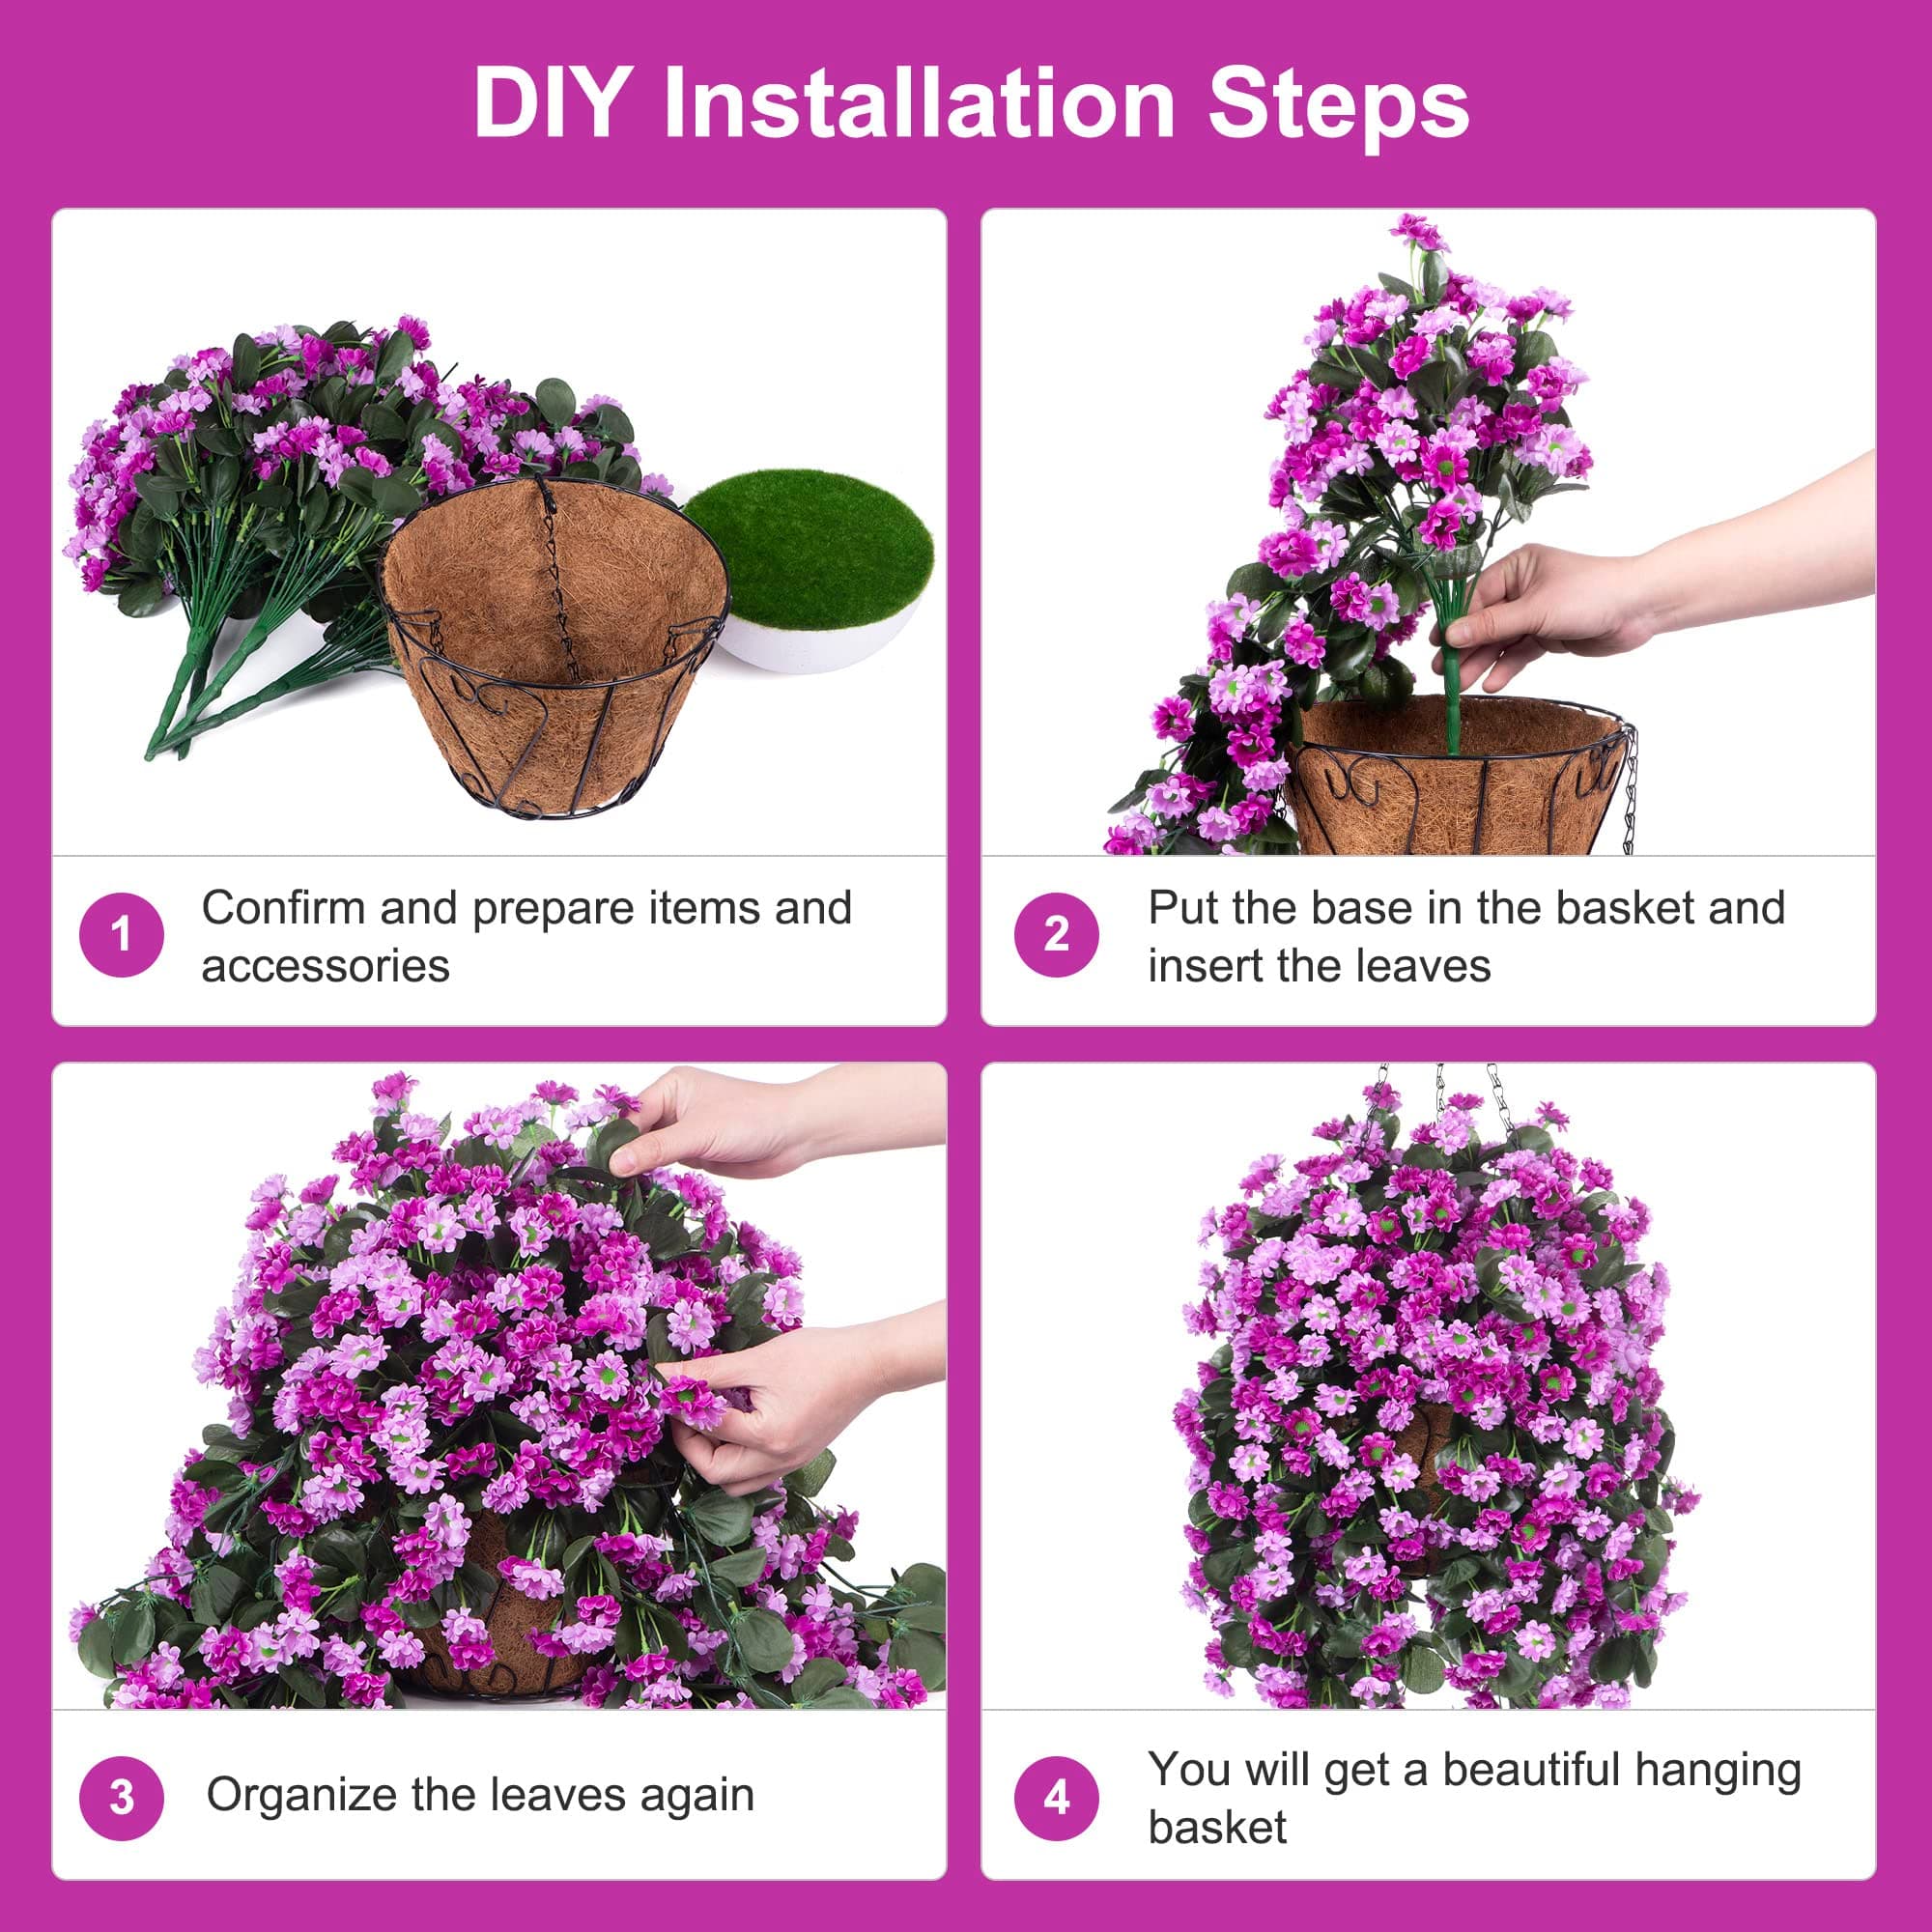 DIY Installation Steps
1
Confirm and prepare items and
accessories
2
Put the base in the basket and
insert the leaves
3
Organize the leaves again
4
You will get a beautiful hanging
basket